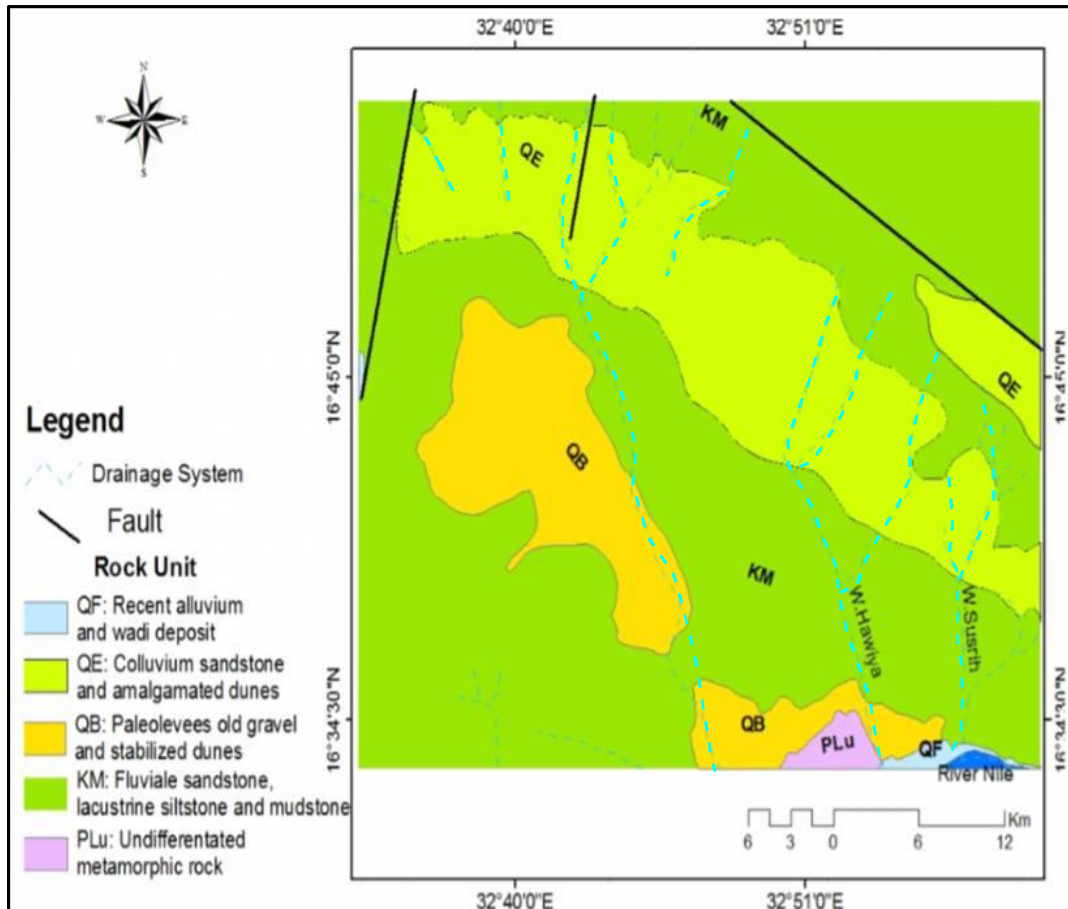 32°40'0"E
32°51'0"E
N
W
E
S
KM
QE
16°45'0"N
16°45'0"N
QE
Legend
QB
Drainage System
Fault
KM
Rock Unit
W.Hawiya
W.Susrih
QF: Recent alluvium
and wadi deposit
QE: Colluvium sandstone
and amalgamated dunes
16°34'30"N
16°34'30"N
QB: Paleolevees old gravel
and stabilized dunes
QB
PLu
QF
River Nile
KM: Fluviale sandstone,
lacustrine siltstone and mudstone
Km
6 3 0 6 12
PLu: Undifferentated
metamorphic rock
32°40'0"E
32°51'0"E